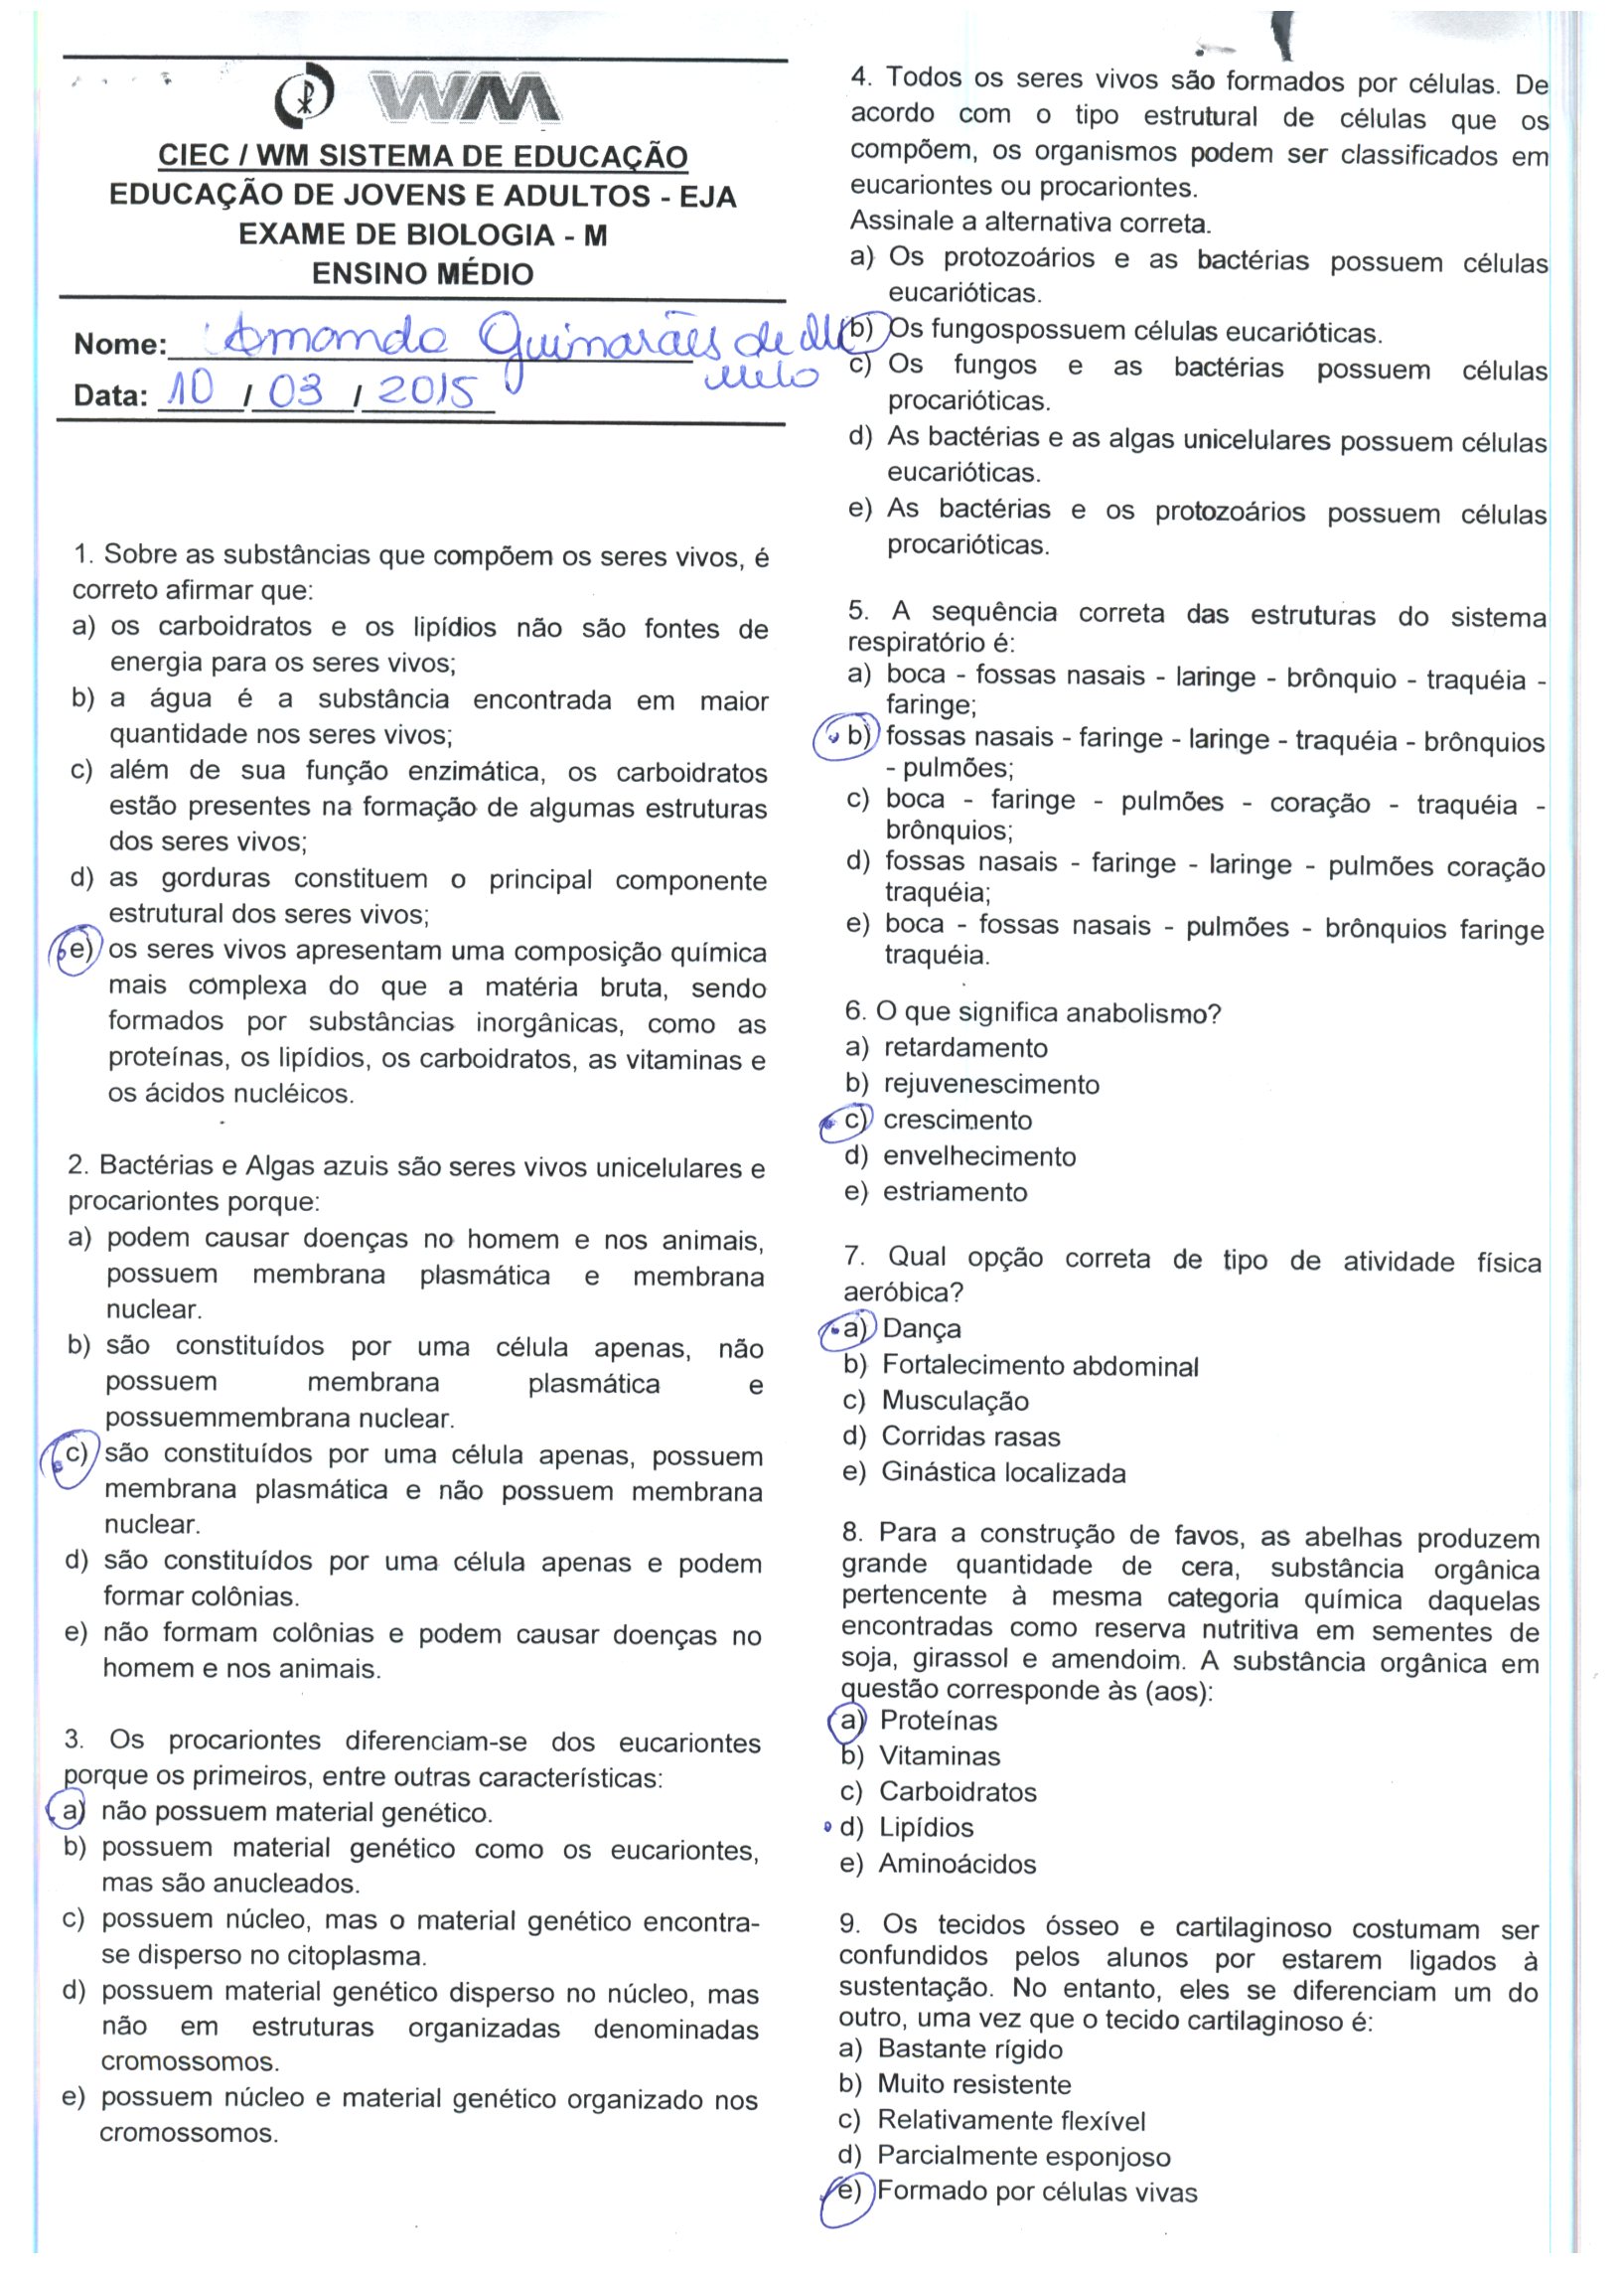 WM
CIEC / WM SISTEMA DE EDUCAÇÃO
EDUCAÇÃO DE JOVENS E ADULTOS - EJA
EXAME DE BIOLOGIA - M
ENSINO MÉDIO
Nome: Amanda Guimarães de
Melo
Data: 10 / 03 / 2015
1. Sobre as substâncias que compõem os seres vivos, é
correto afirmar que:
a) os carboidratos e os lipídios não são fontes de
energia para os seres vivos;
b) a água é a substância encontrada em maior
quantidade nos seres vivos;
c) além de sua função enzimática, os carboidratos
estão presentes na formação de algumas estruturas
dos seres vivos;
d) as gorduras constituem o principal componente
estrutural dos seres vivos;
e) os seres vivos apresentam uma composição química
mais complexa do que a matéria bruta, sendo
formados por substâncias inorgânicas, como as
proteínas, os lipídios, os carboidratos, as vitaminas e
os ácidos nucléicos.
2. Bactérias e Algas azuis são seres vivos unicelulares e
procariontes porque:
a) podem causar doenças no homem e nos animais,
possuem membrana plasmática e membrana
nuclear.
b) são constituídos por uma célula apenas, não
possuem membrana plasmática e
possuemmembrana nuclear.
c) são constituídos por uma célula apenas, possuem
membrana plasmática e não possuem membrana
nuclear.
d) são constituídos por uma célula apenas e podem
formar colônias.
e) não formam colônias e podem causar doenças no
homem e nos animais.
3. Os procariontes diferenciam-se dos eucariontes
porque os primeiros, entre outras características:
a) não possuem material genético.
b) possuem material genético como os eucariontes,
mas são anucleados.
c) possuem núcleo, mas o material genético encontra-
se disperso no citoplasma.
d) possuem material genético disperso no núcleo, mas
não em estruturas organizadas denominadas
cromossomos.
e) possuem núcleo e material genético organizado nos
cromossomos.
4. Todos os seres vivos são formados por células. De
acordo com o tipo estrutural de células que os
compõem, os organismos podem ser classificados em
eucariontes ou procariontes.
Assinale a alternativa correta.
a) Os protozoários e as bactérias possuem células
eucarióticas.
b) Os fungospossuem células eucarióticas.
c) Os fungos e as bactérias possuem células
procarióticas.
d) As bactérias e as algas unicelulares possuem células
eucarióticas.
e) As bactérias e os protozoários possuem células
procarióticas.
5. A sequência correta das estruturas do sistema
respiratório é:
a) boca - fossas nasais - laringe - brônquio - traquéia -
faringe;
b) fossas nasais - faringe - laringe - traquéia - brônquios
- pulmões;
c) boca - faringe - pulmões - coração - traquéia -
brônquios;
d) fossas nasais - faringe - laringe - pulmões coração
traquéia;
e) boca - fossas nasais - pulmões - brônquios faringe
traquéia.
6. O que significa anabolismo?
a) retardamento
b) rejuvenescimento
c) crescimento
d) envelhecimento
e) estriamento
7. Qual opção correta de tipo de atividade física
aeróbica?
a) Dança
b) Fortalecimento abdominal
c) Musculação
d) Corridas rasas
e) Ginástica localizada
8. Para a construção de favos, as abelhas produzem
grande quantidade de cera, substância orgânica
pertencente à mesma categoria química daquelas
encontradas como reserva nutritiva em sementes de
soja, girassol e amendoim. A substância orgânica em
questão corresponde às (aos):
a) Proteínas
b) Vitaminas
c) Carboidratos
d) Lipídios
e) Aminoácidos
9. Os tecidos ósseo e cartilaginoso costumam ser
confundidos pelos alunos por estarem ligados à
sustentação. No entanto, eles se diferenciam um do
outro, uma vez que o tecido cartilaginoso é:
a) Bastante rígido
b) Muito resistente
c) Relativamente flexível
d) Parcialmente esponjoso
e) Formado por células vivas